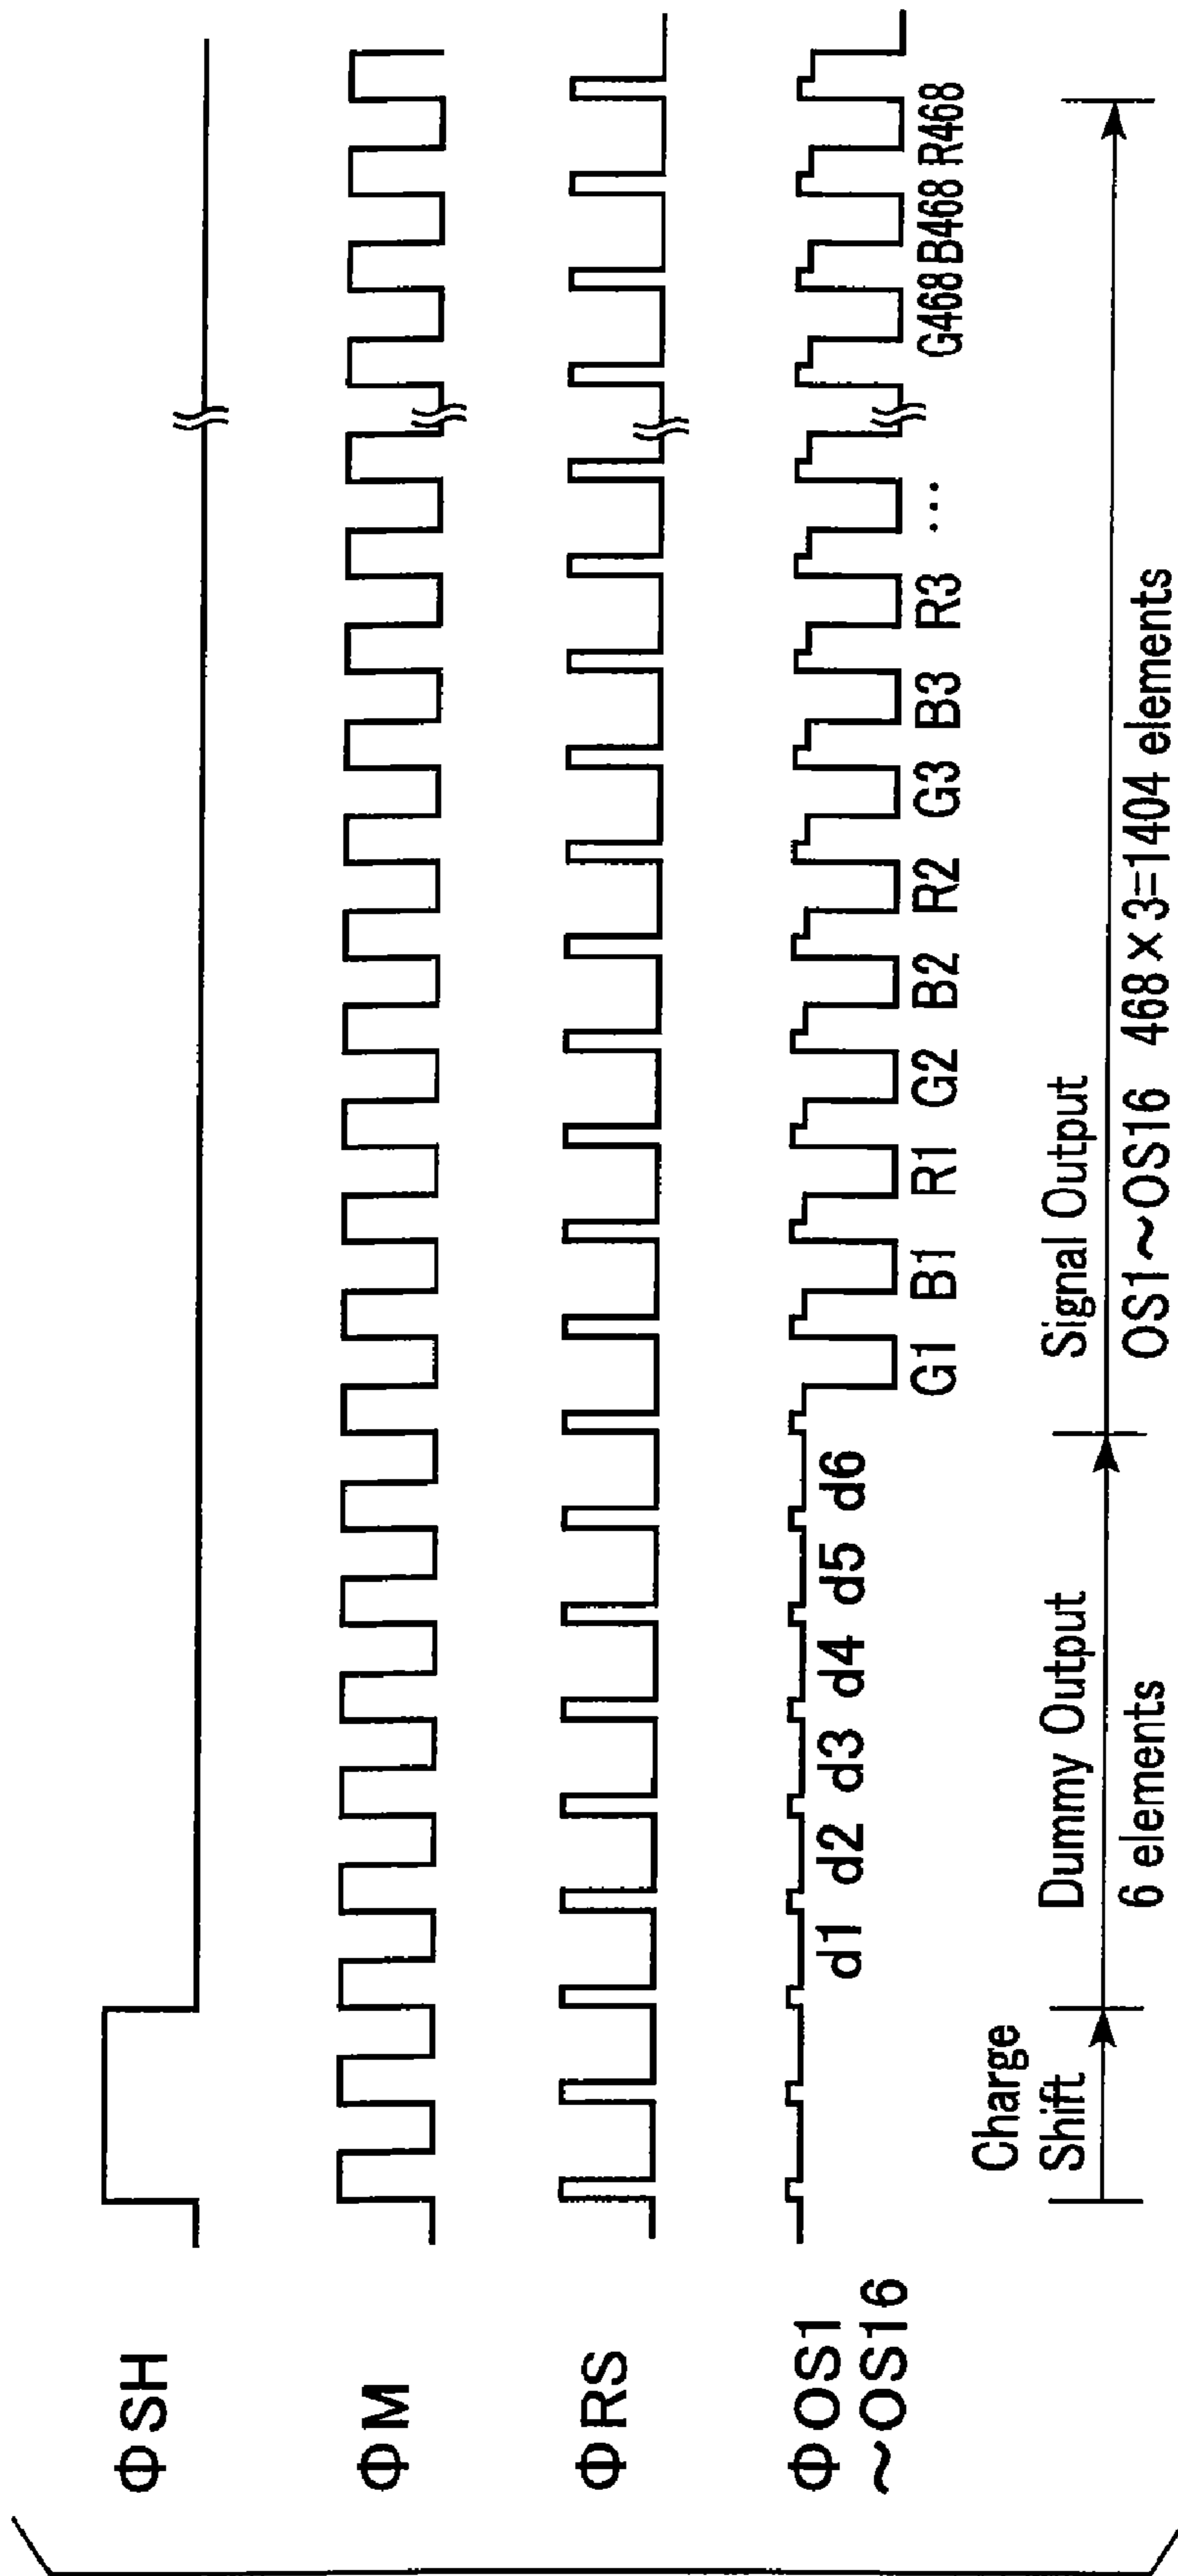 ΦSH
ΦM
ΦRS
ΦOS1
~OS16
d1 d2 d3 d4 d5 d6
G1 B1 R1 G2 B2 R2 G3 B3 R3 ... G468 B468 R468
Charge
Shift
Dummy Output
6 elements
Signal Output
OS1~OS16 468×3=1404 elements